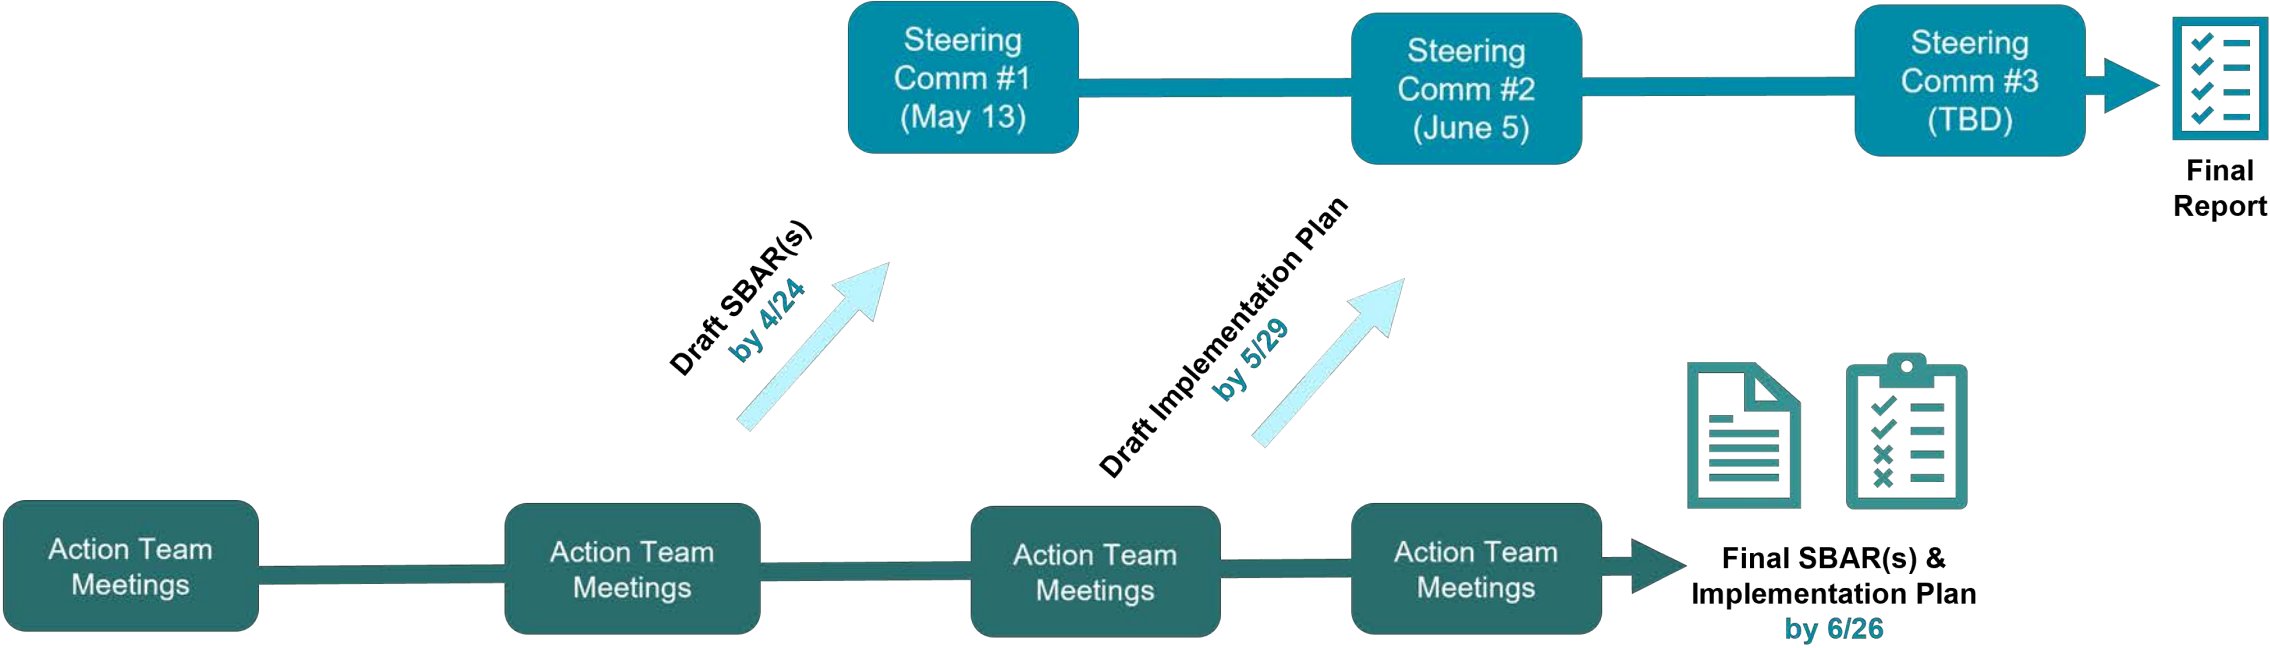 Steering
Comm #1
(May 13)
Steering
Comm #2
(June 5)
Steering
Comm #3
(TBD)
Final
Report
Draft SBAR(s)
by 4/24
Draft Implementation Plan
by 5/29
Action Team
Meetings
Action Team
Meetings
Action Team
Meetings
Action Team
Meetings
Final SBAR(s) &
Implementation Plan
by 6/26